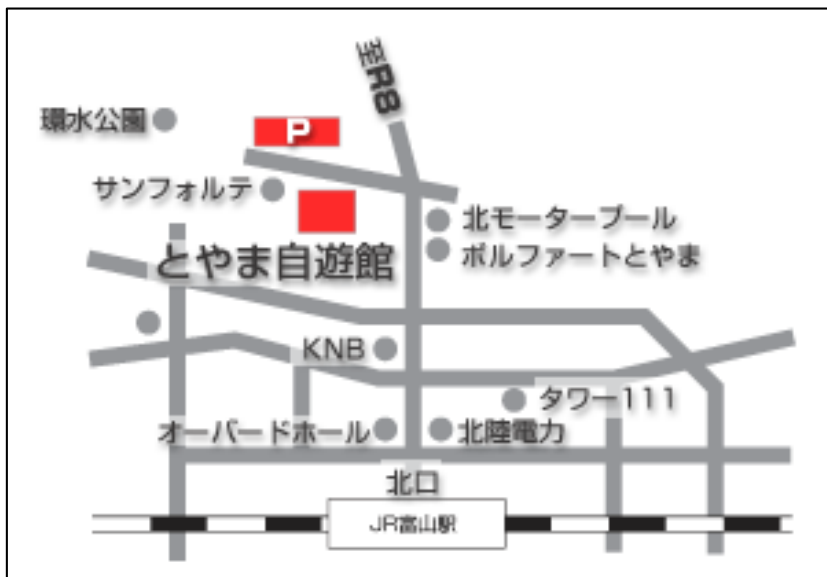 至R8
環水公園
P
サンフォルテ
北モータープール
とやま自遊館
ボルファートとやま
KNB
タワー111
オーバードホール
北陸電力
北口
JR富山駅